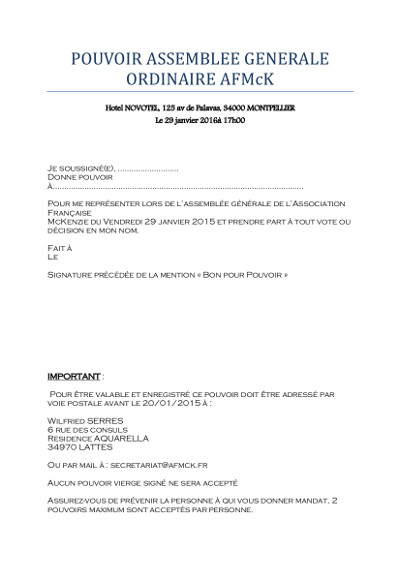 POUVOIR ASSEMBLEE GENERALE
ORDINAIRE AFMcK
Hotel NOVOTEL, 125 av de Palavas, 34000 MONTPELLIER
Le 29 janvier 2016à 17h00
Je soussigné(e), ..........................
Donne pouvoir
à............................................................................................................
Pour me représenter lors de l'assemblée générale de l'Association
Française
McKenzie du Vendredi 29 janvier 2015 et prendre part à tout vote ou
décision en mon nom.
Fait à
Le
Signature précédée de la mention « Bon pour Pouvoir »
IMPORTANT :
Pour être valable et enregistré ce pouvoir doit être adressé par
voie postale avant le 20/01/2015 à :
Wilfried SERRES
6 rue des consuls
Residence AQUARELLA
34970 LATTES
Ou par mail à : secretariat@afmck.fr
Aucun pouvoir vierge signé ne sera accepté
Assurez-vous de prévenir la personne à qui vous donner mandat, 2
pouvoirs maximum sont acceptés par personne.